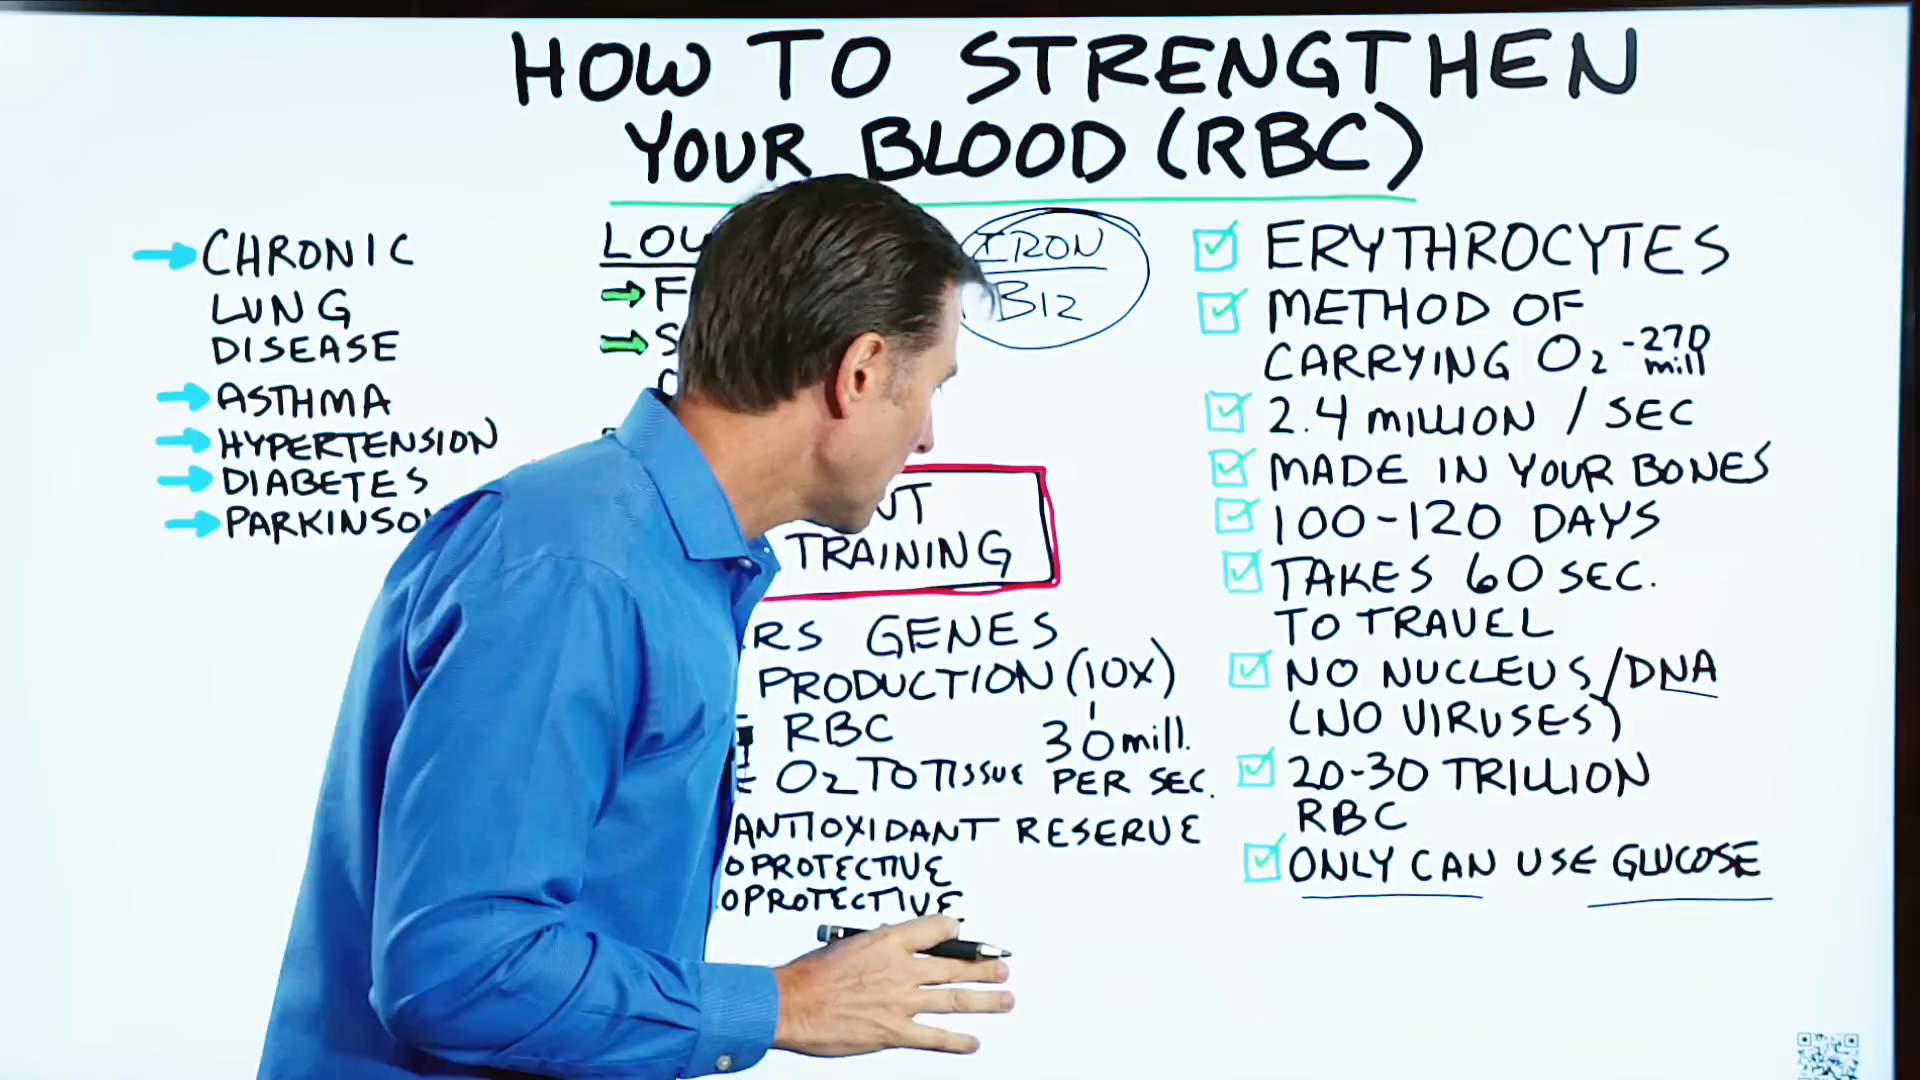 HOW TO STRENGTHEN
YOUR BLOOD (RBC)
CHRONIC
LUNG
DISEASE
ASTHMA
HYPERTENSION
DIABETES
IRON
B12
TRAINING
GENES
PRODUCTION (10X)
RBC
30 mill.
O2 TO TISSUE PER SEC.
ANTIOXIDANT RESERVE
ERYTHROCYTES
METHOD OF
CARRYING O2 -270 mill
2.4 MILLION / SEC
MADE IN YOUR BONES
100-120 DAYS
TAKES 60 SEC.
TO TRAVEL
NO NUCLEUS/DNA
(NO VIRUSES)
20-30 TRILLION
RBC
ONLY CAN USE GLUCOSE